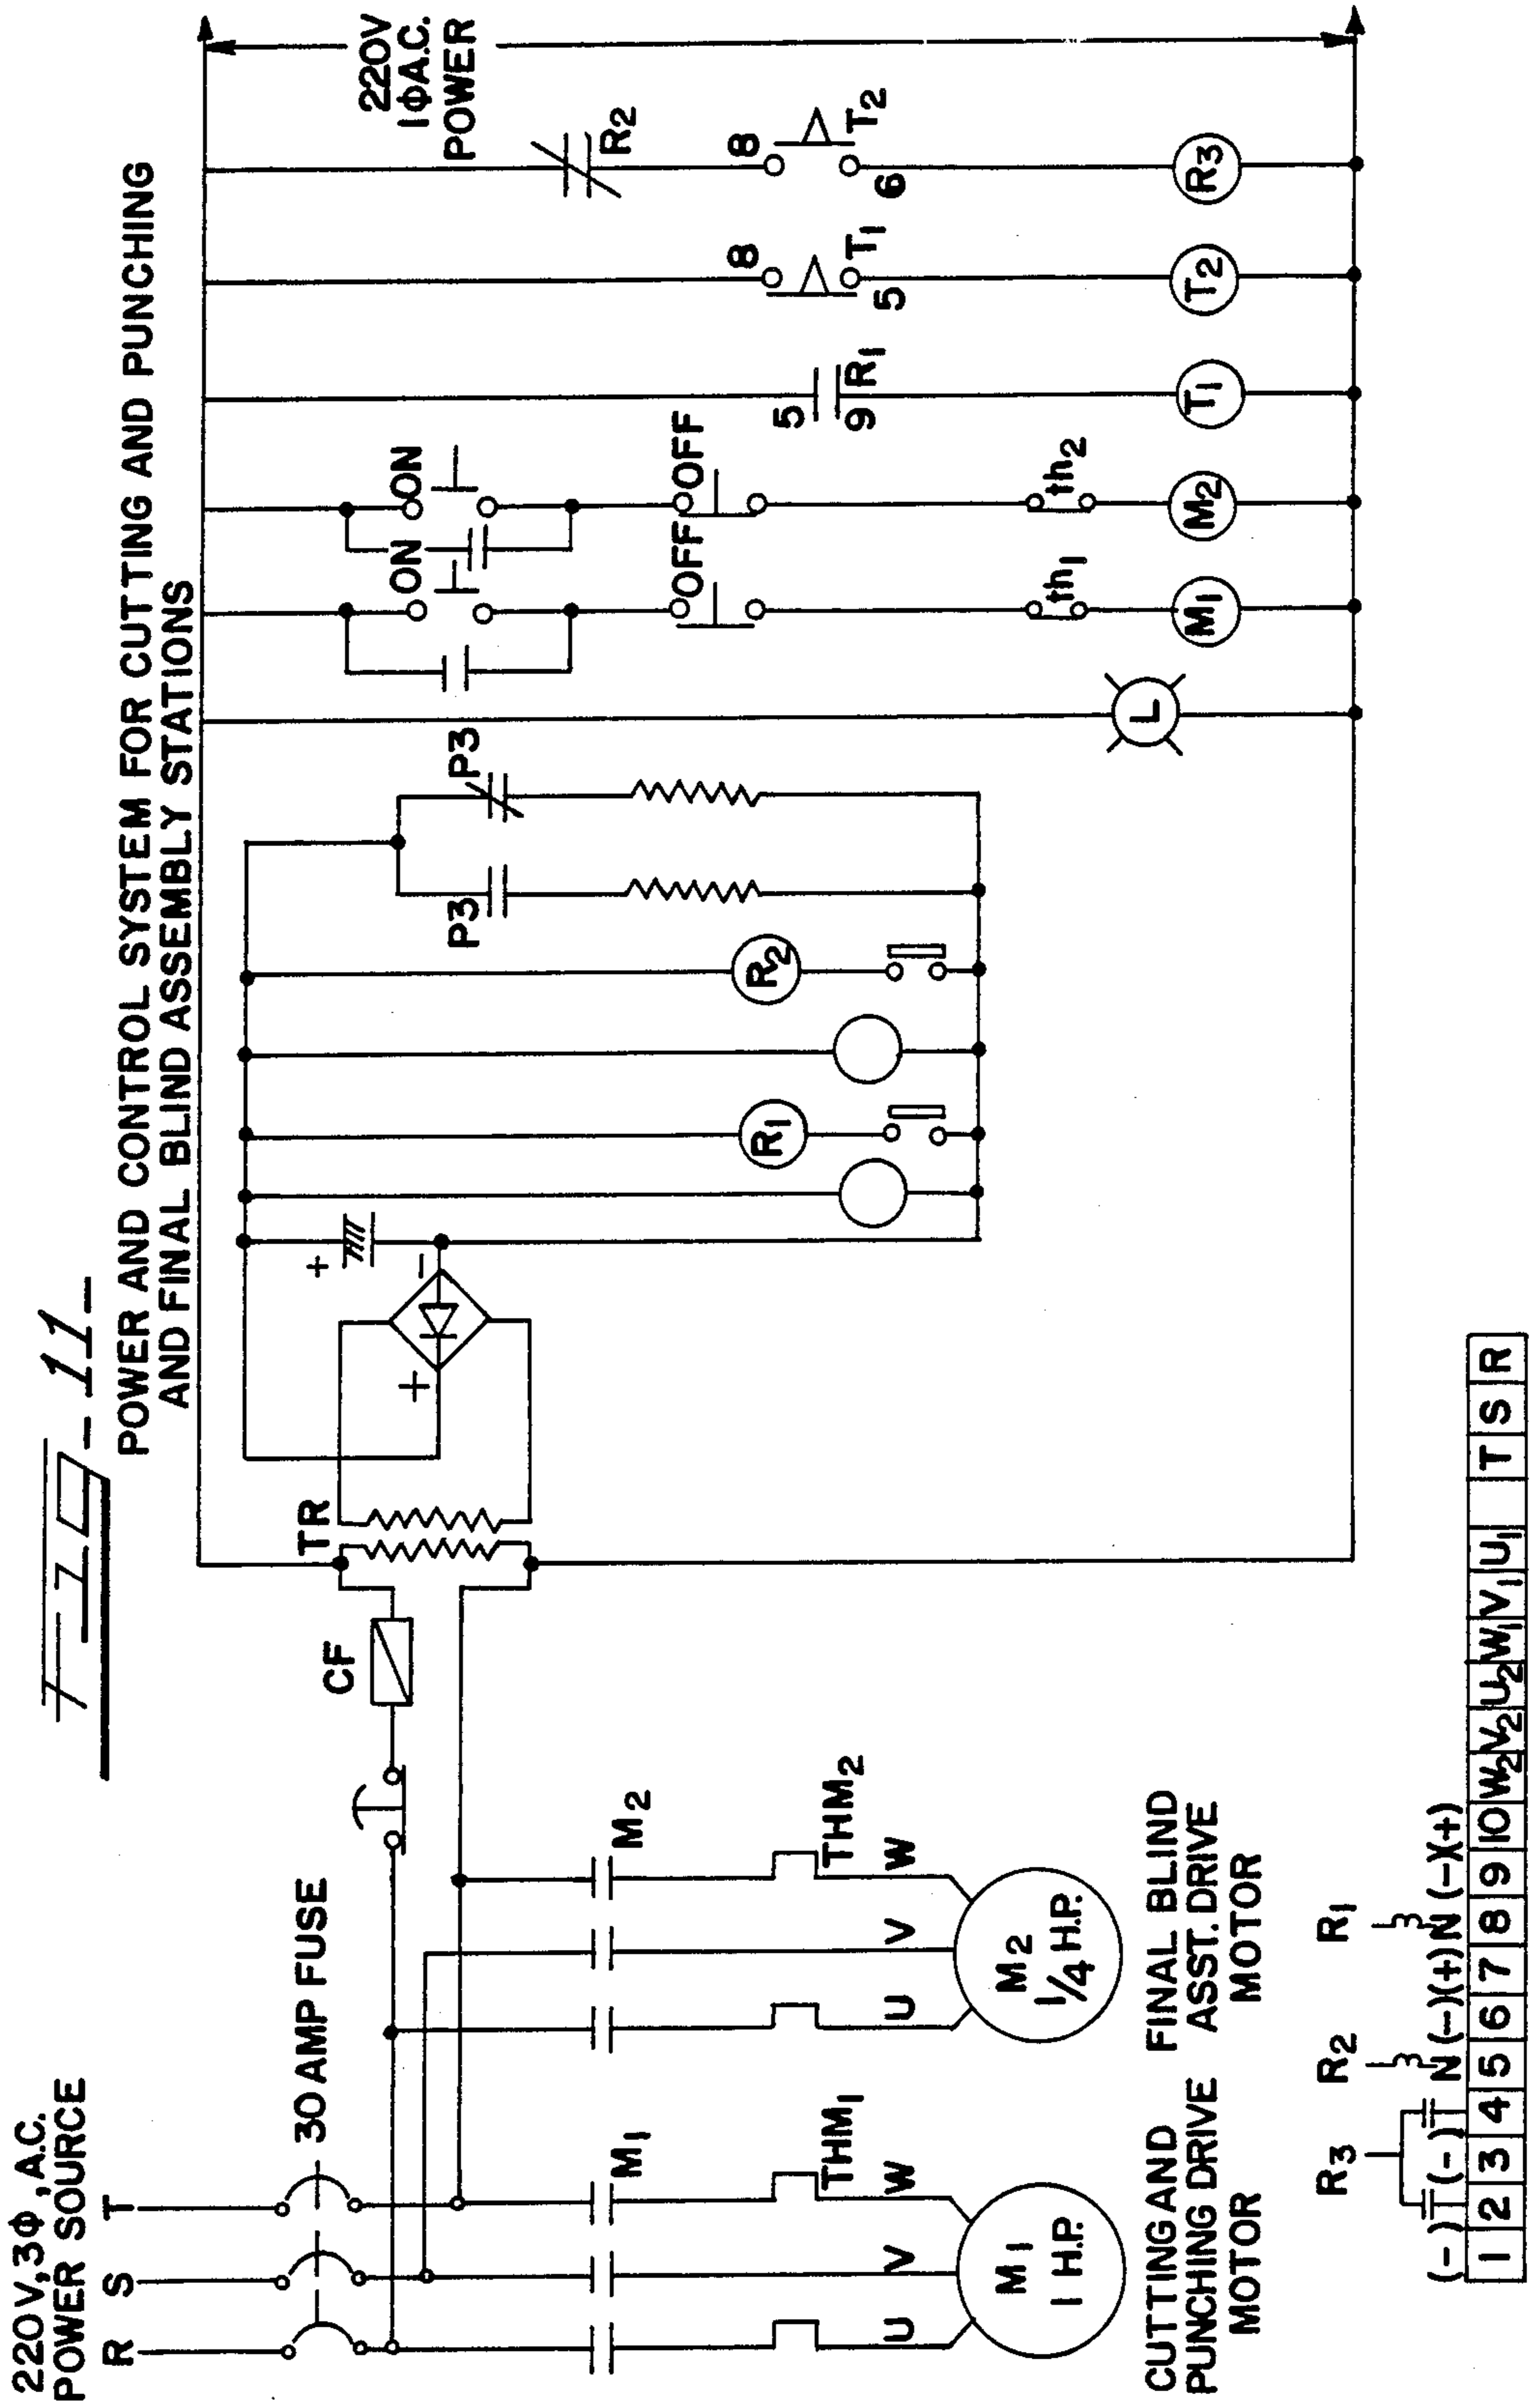 FIG-11-
POWER AND CONTROL SYSTEM FOR CUTTING AND PUNCHING
AND FINAL BLIND ASSEMBLY STATIONS
220V, 3Φ, A.C.
POWER SOURCE
R S T
30 AMP FUSE
CF
TR
+
-
+
R1
R2
P3
P3
L
ON
ON
OFF
OFF
th1
th2
M1
M2
5
9
R1
T1
8
5
T1
T2
R2
8
6
T2
R3
220V
1Φ A.C.
POWER
M1
M2
THM1
THM2
U V W
U V W
M1
1 H.P.
M2
1/4 H.P.
CUTTING AND
PUNCHING DRIVE
MOTOR
FINAL BLIND
ASST. DRIVE
MOTOR
R3 R2 R1
(-) (-) N (-)(+) N (-)(+)
1 2 3 4 5 6 7 8 9 10 W2 V2 U2 W1 V1 U1 T S R